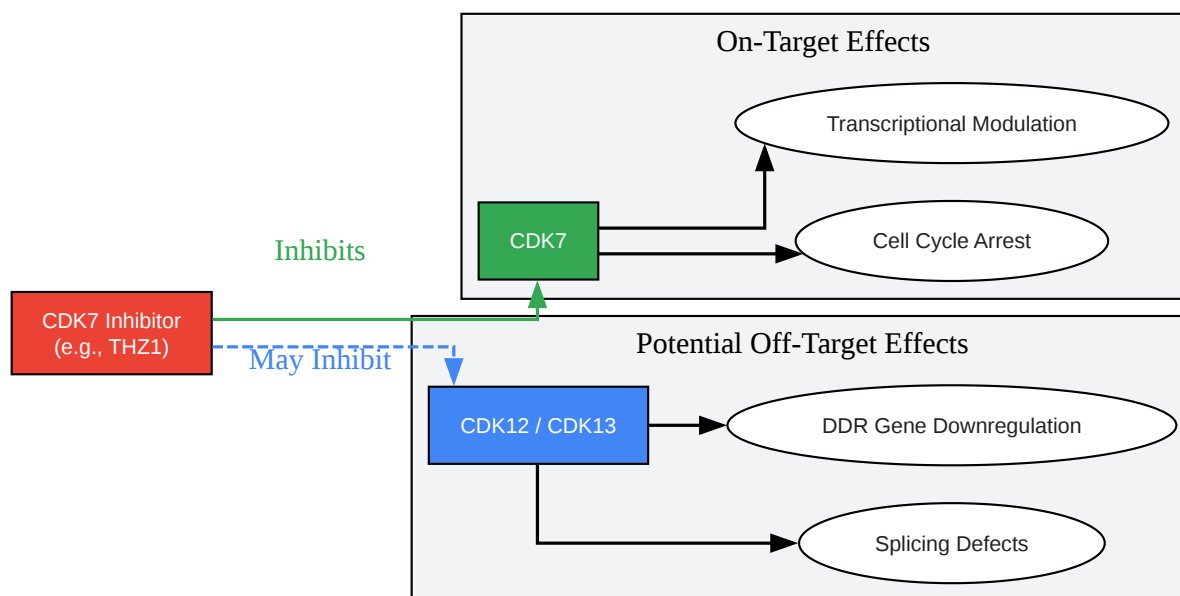 On-Target Effects
Transcriptional Modulation
CDK7
Cell Cycle Arrest
Inhibits
CDK7 Inhibitor
(e.g., THZ1)
May Inhibit
Potential Off-Target Effects
CDK12 / CDK13
DDR Gene Downregulation
Splicing Defects